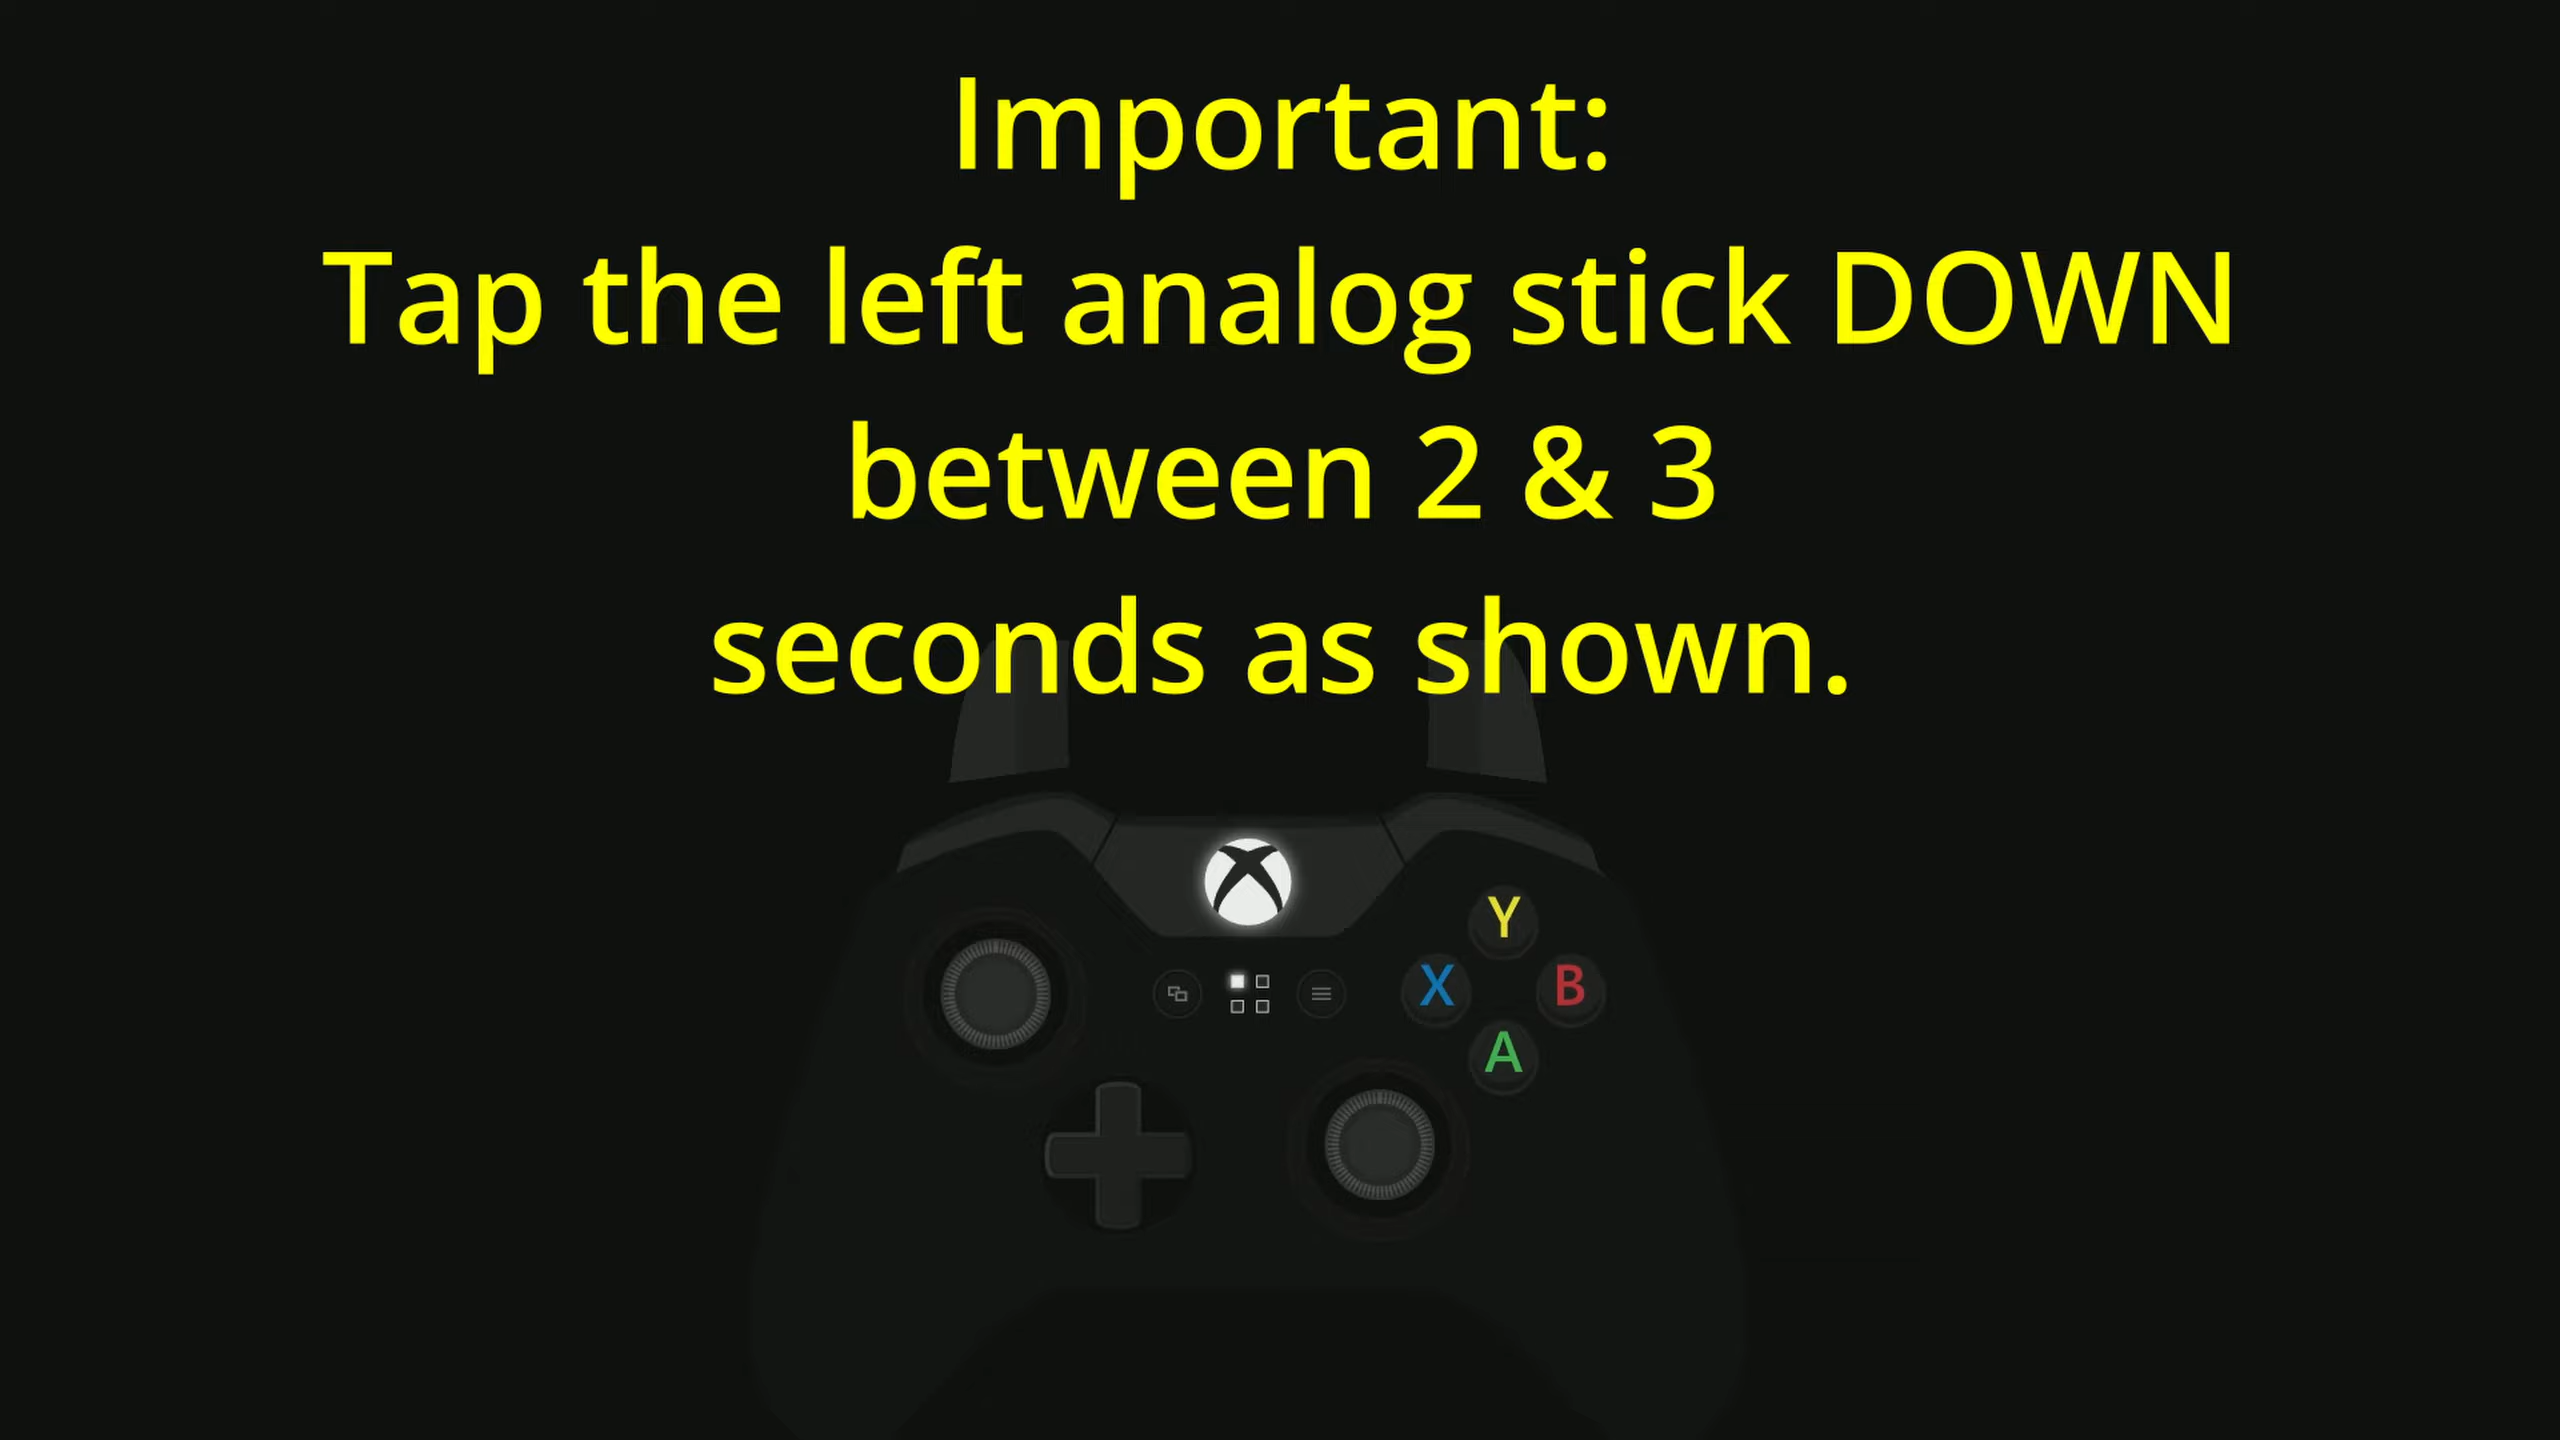 Important:
Tap the left analog stick DOWN
between 2 & 3
seconds as shown.
Y
X
B
A